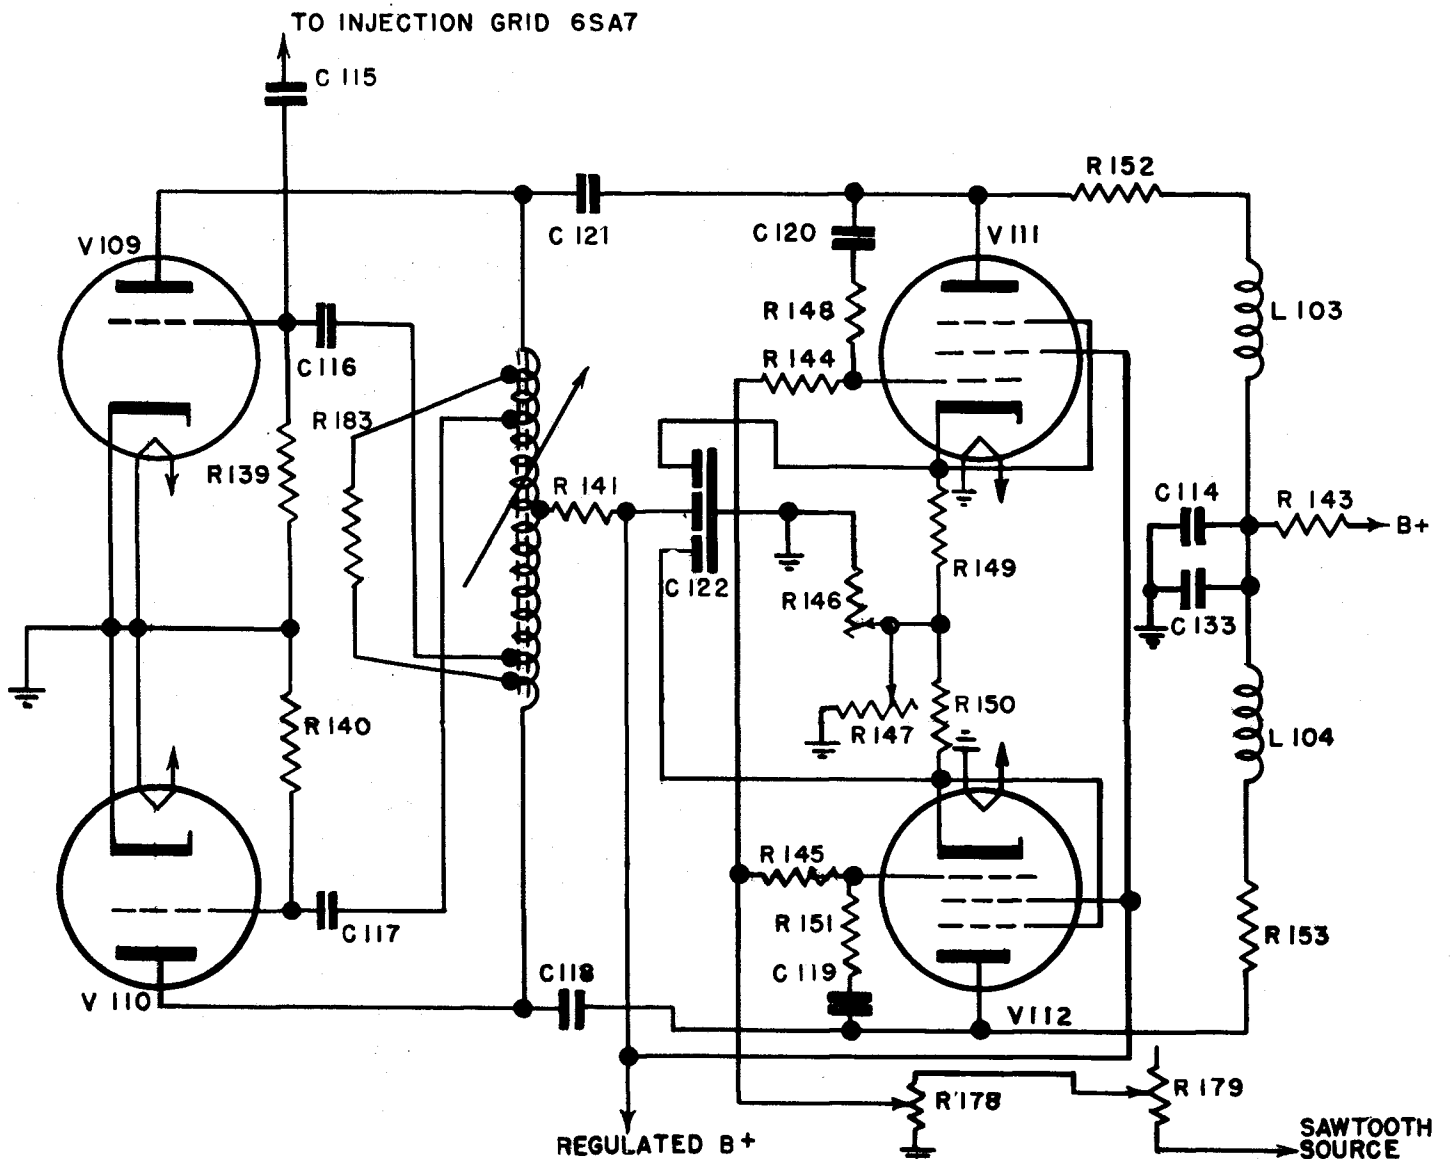 TO INJECTION GRID 6SA7
C 115
R 152
V 109
C 121
C 120
V 111
R 148
L 103
C 116
R 144
R 183
R 139
R 141
C 114
R 143
B+
C 122
R 149
R 146
C 133
R 140
R 150
R 147
L 104
R 145
R 151
C 117
R 153
C 118
C 119
V 110
V 112
R 178
R 179
REGULATED B+
SAWTOOTH
SOURCE